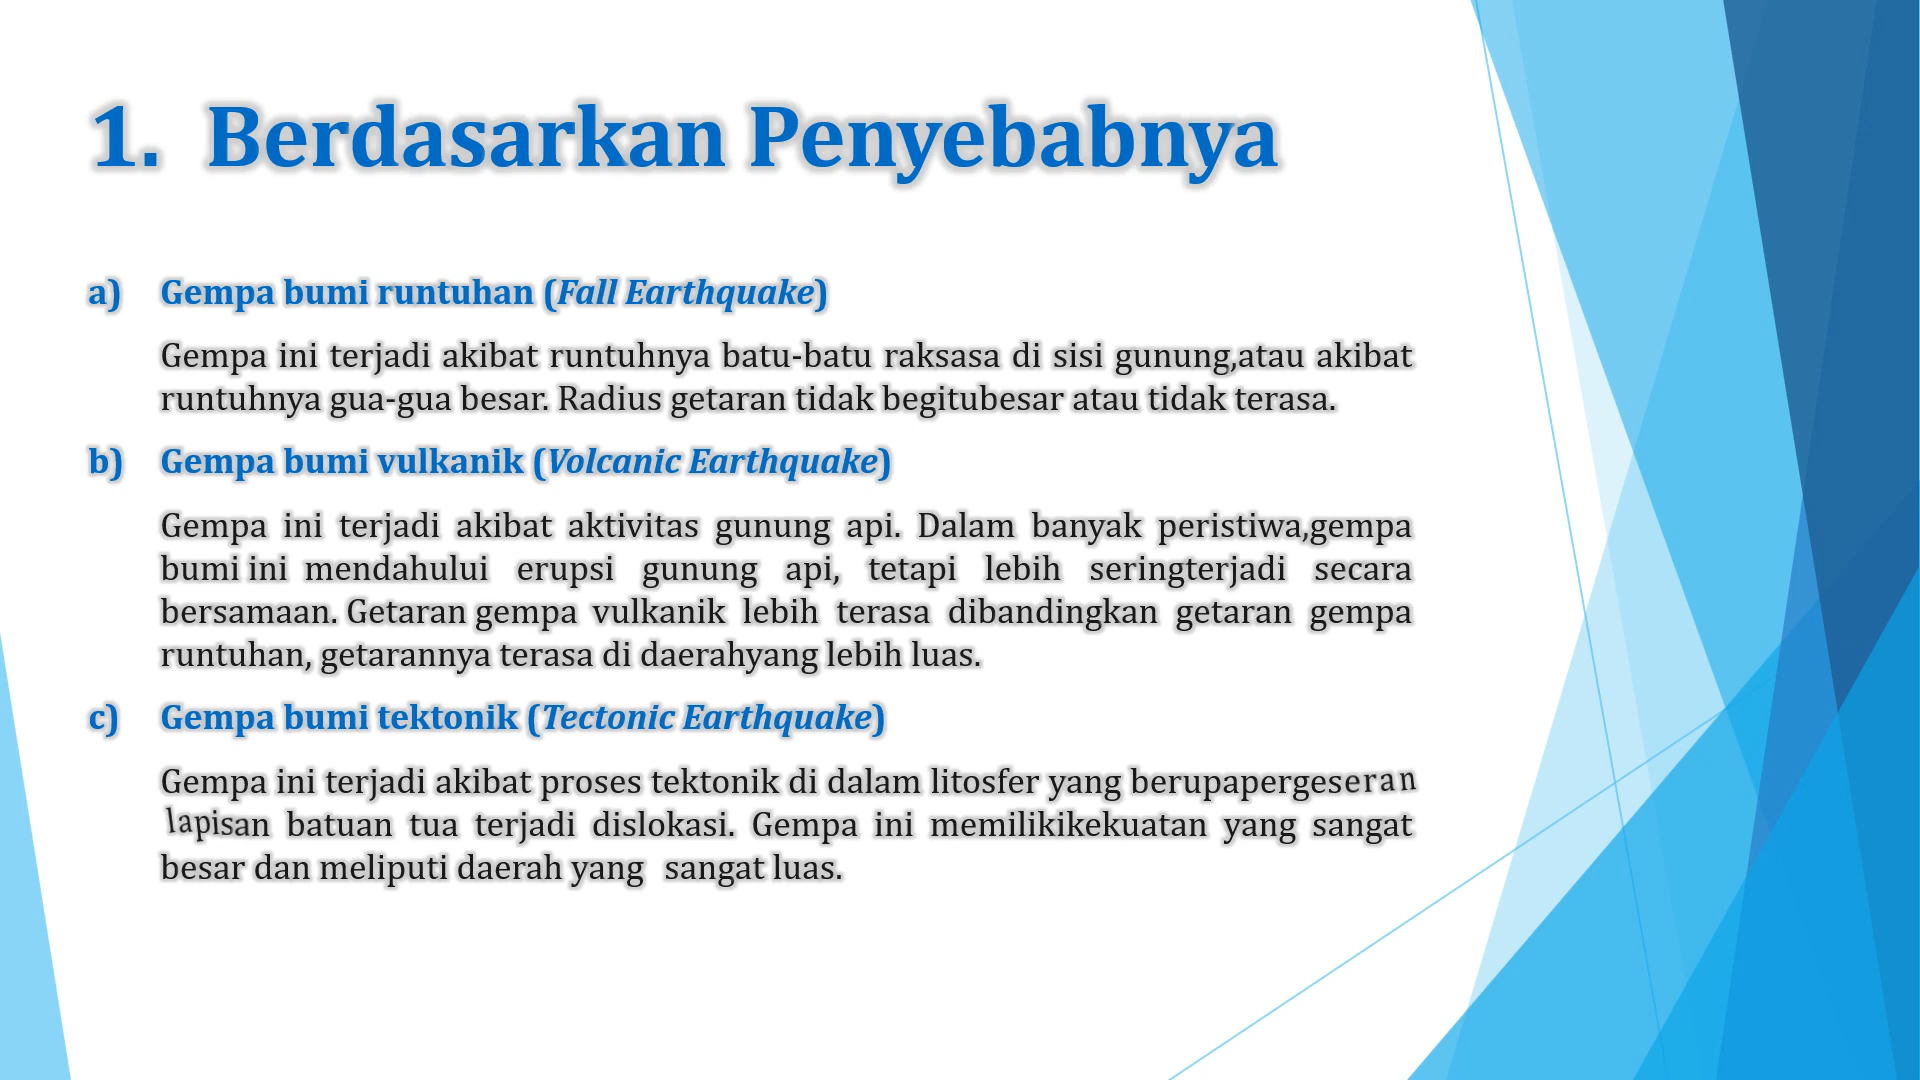 1. Berdasarkan Penyebabnya
a) Gempa bumi runtuhan (Fall Earthquake)
Gempa ini terjadi akibat runtuhnya batu-batu raksasa di sisi gunung,atau akibat
runtuhnya gua-gua besar. Radius getaran tidak begitubesar atau tidak terasa.
b) Gempa bumi vulkanik (Volcanic Earthquake)
Gempa ini terjadi akibat aktivitas gunung api. Dalam banyak peristiwa,gempa
bumi ini mendahului erupsi gunung api, tetapi lebih seringterjadi secara
bersamaan. Getaran gempa vulkanik lebih terasa dibandingkan getaran gempa
runtuhan, getarannya terasa di daerahyang lebih luas.
c) Gempa bumi tektonik (Tectonic Earthquake)
Gempa ini terjadi akibat proses tektonik di dalam litosfer yang berupapergeseran
lapisan batuan tua terjadi dislokasi. Gempa ini memilikikekuatan yang sangat
besar dan meliputi daerah yang sangat luas.